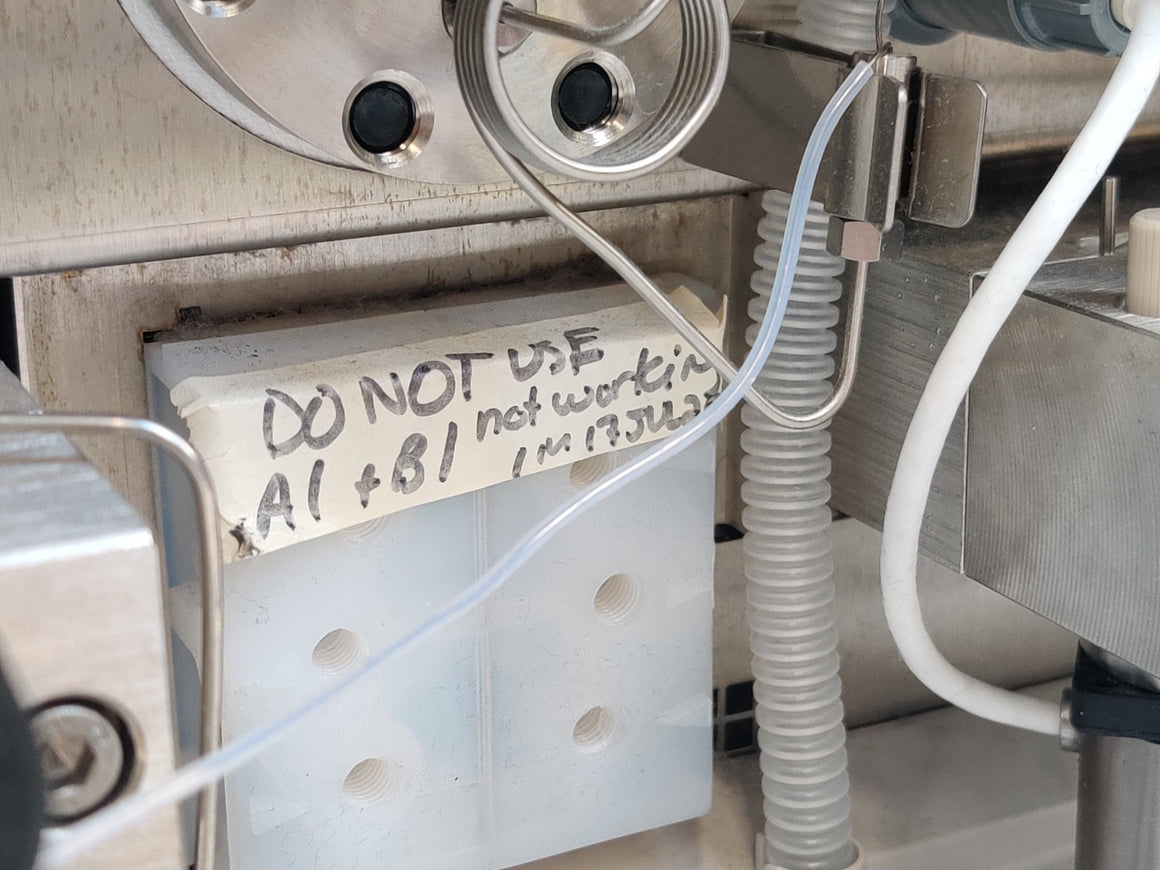 DO NOT USE
A1 + B1 not workin